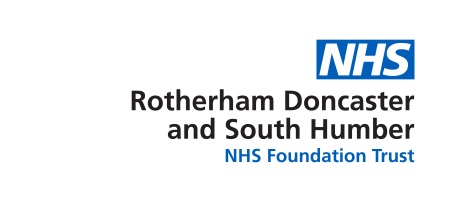 NHS
Rotherham Doncaster
and South Humber
NHS Foundation Trust